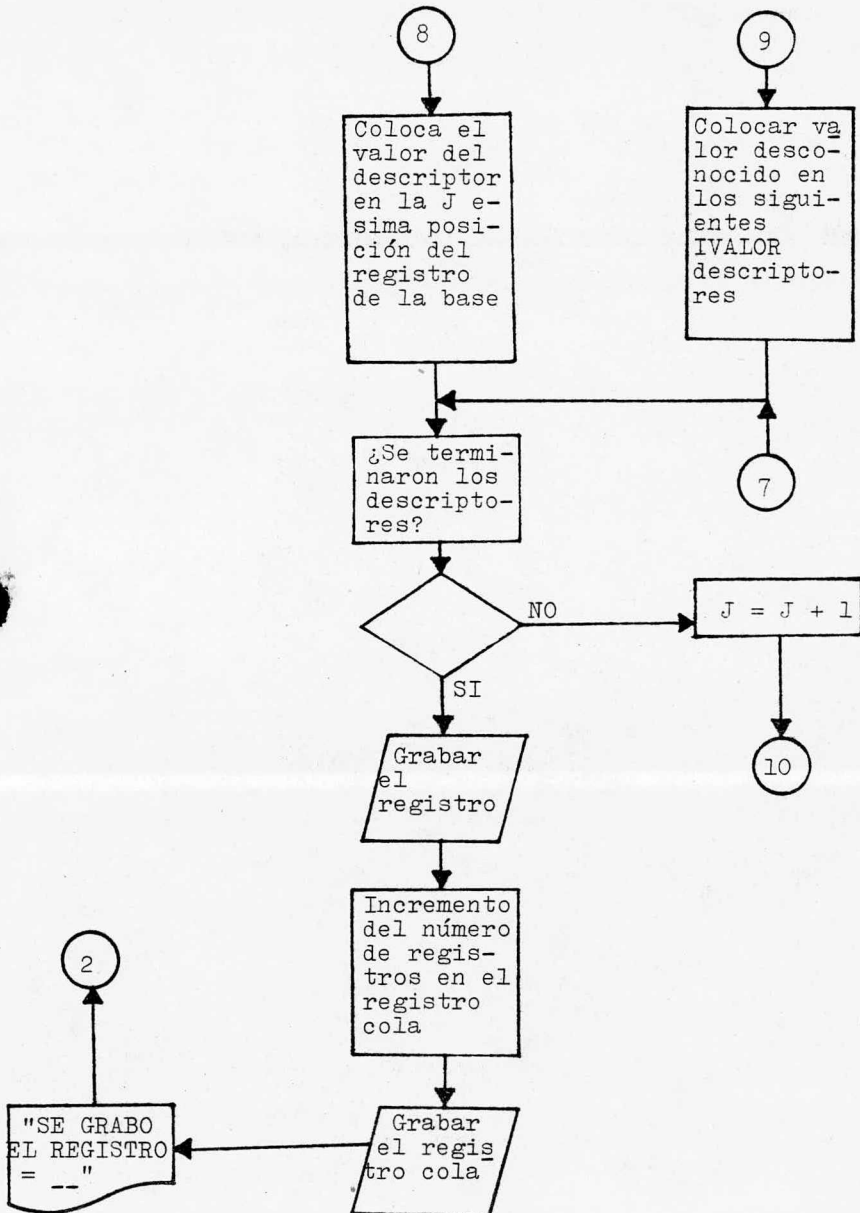 8
Coloca el
valor del
descriptor
en la J e-
sima posi-
ción del
registro
de la base
9
Colocar va
lor desco-
nocido en
los siguien-
tes
IVALOR
descripto-
res
7
¿Se termi-
naron los
descripto-
res?
NO
J = J + 1
10
SI
Grabar
el
registro
Incremento
del número
de regis-
tros en el
registro
cola
Grabar
el regis
tro cola
"SE GRABO
EL REGISTRO
= __"
2